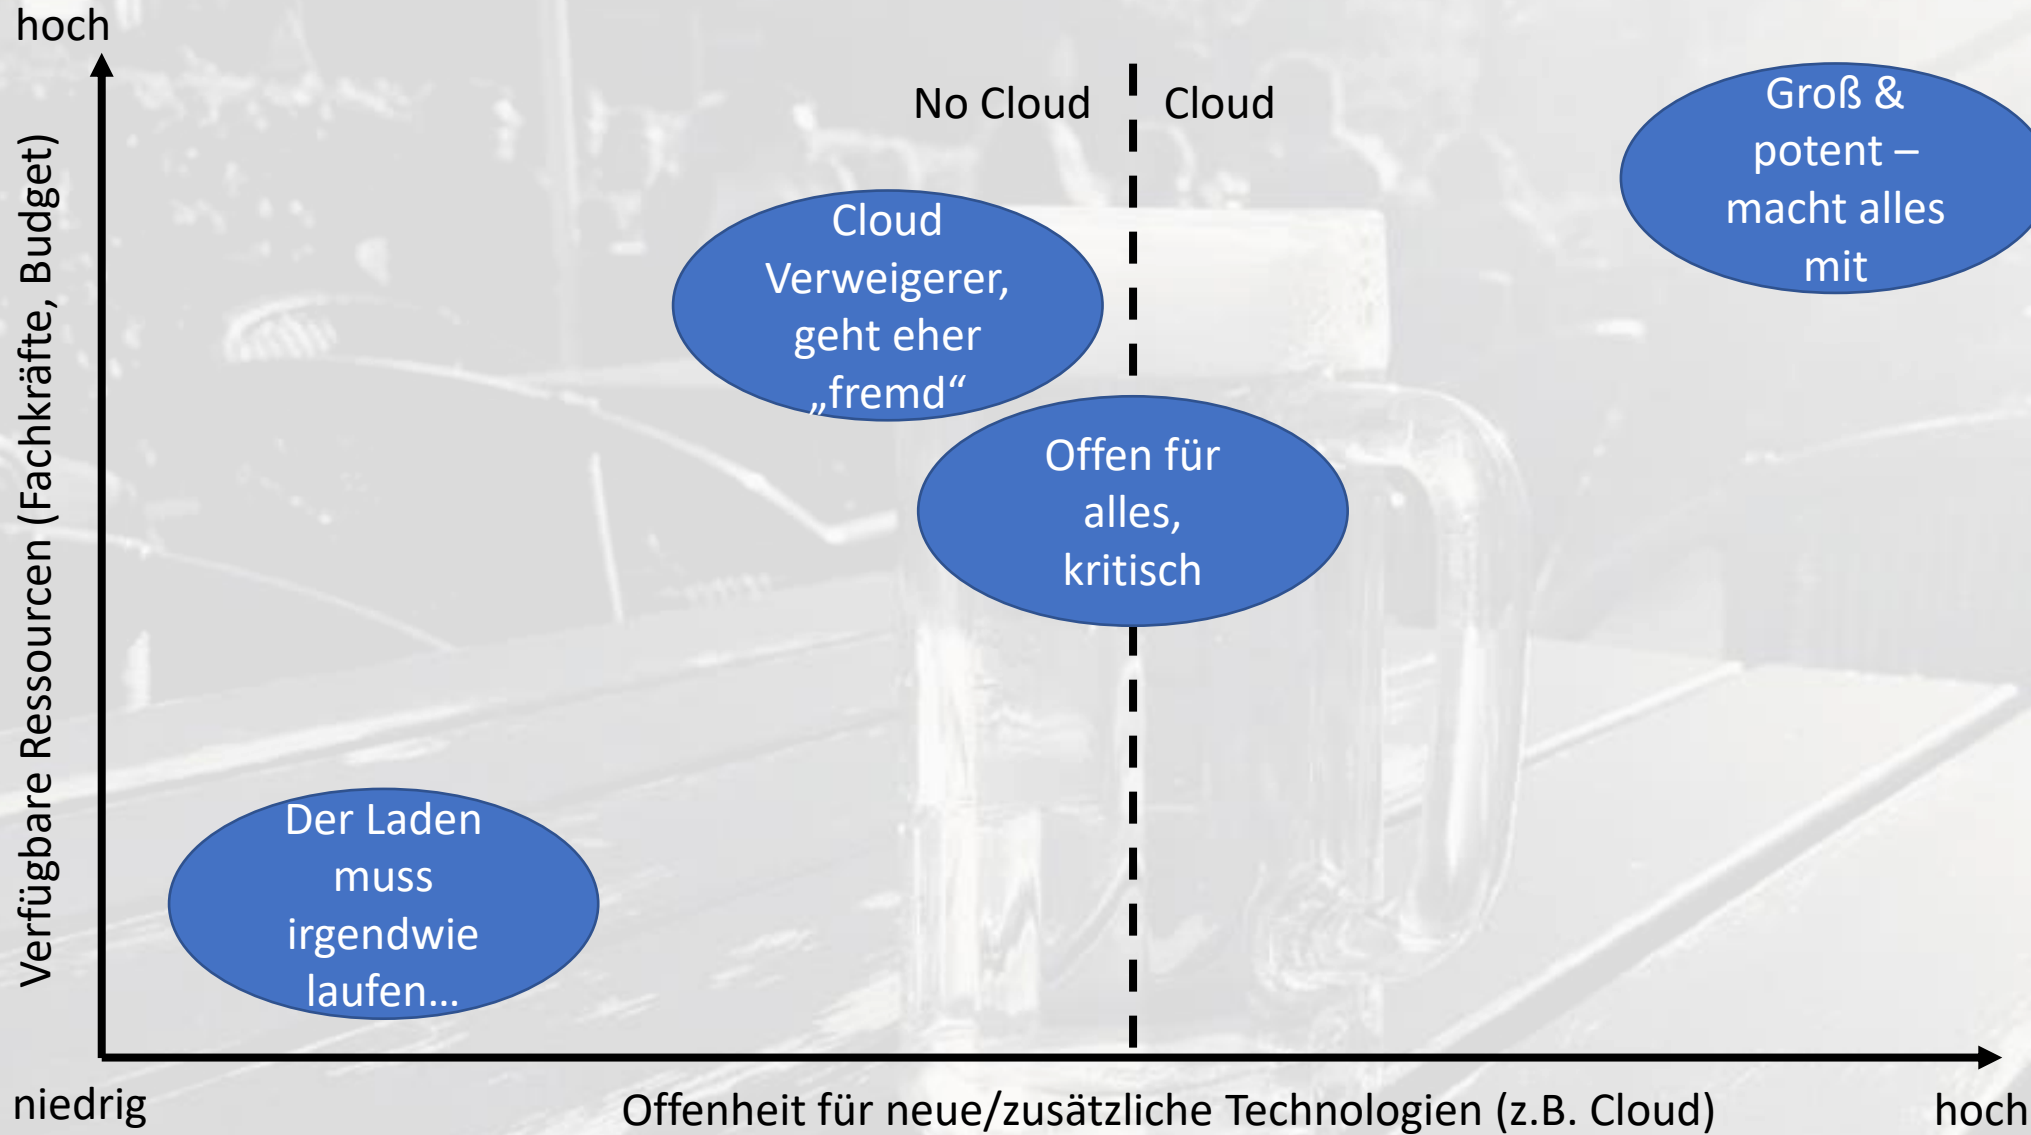 hoch
Verfügbare Ressourcen (Fachkräfte, Budget)
No Cloud
Cloud
Groß &
potent –
macht alles
mit
Cloud
Verweigerer,
geht eher
„fremd“
Offen für
alles,
kritisch
Der Laden
muss
irgendwie
laufen...
niedrig
Offenheit für neue/zusätzliche Technologien (z.B. Cloud)
hoch